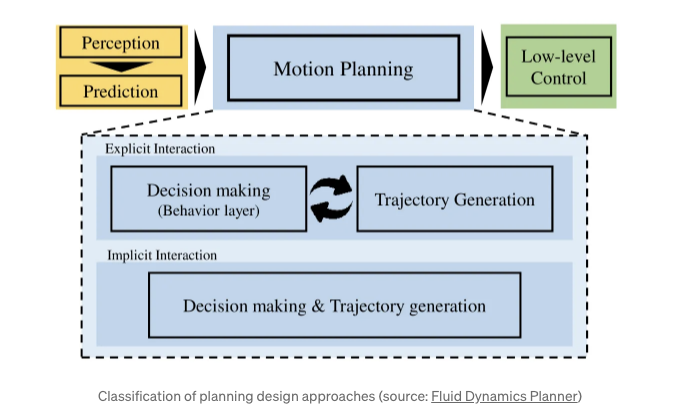 Perception
Prediction
Motion Planning
Low-level
Control
Explicit Interaction
Decision making
(Behavior layer)
Trajectory Generation
Implicit Interaction
Decision making & Trajectory generation
Classification of planning design approaches (source: Fluid Dynamics Planner)